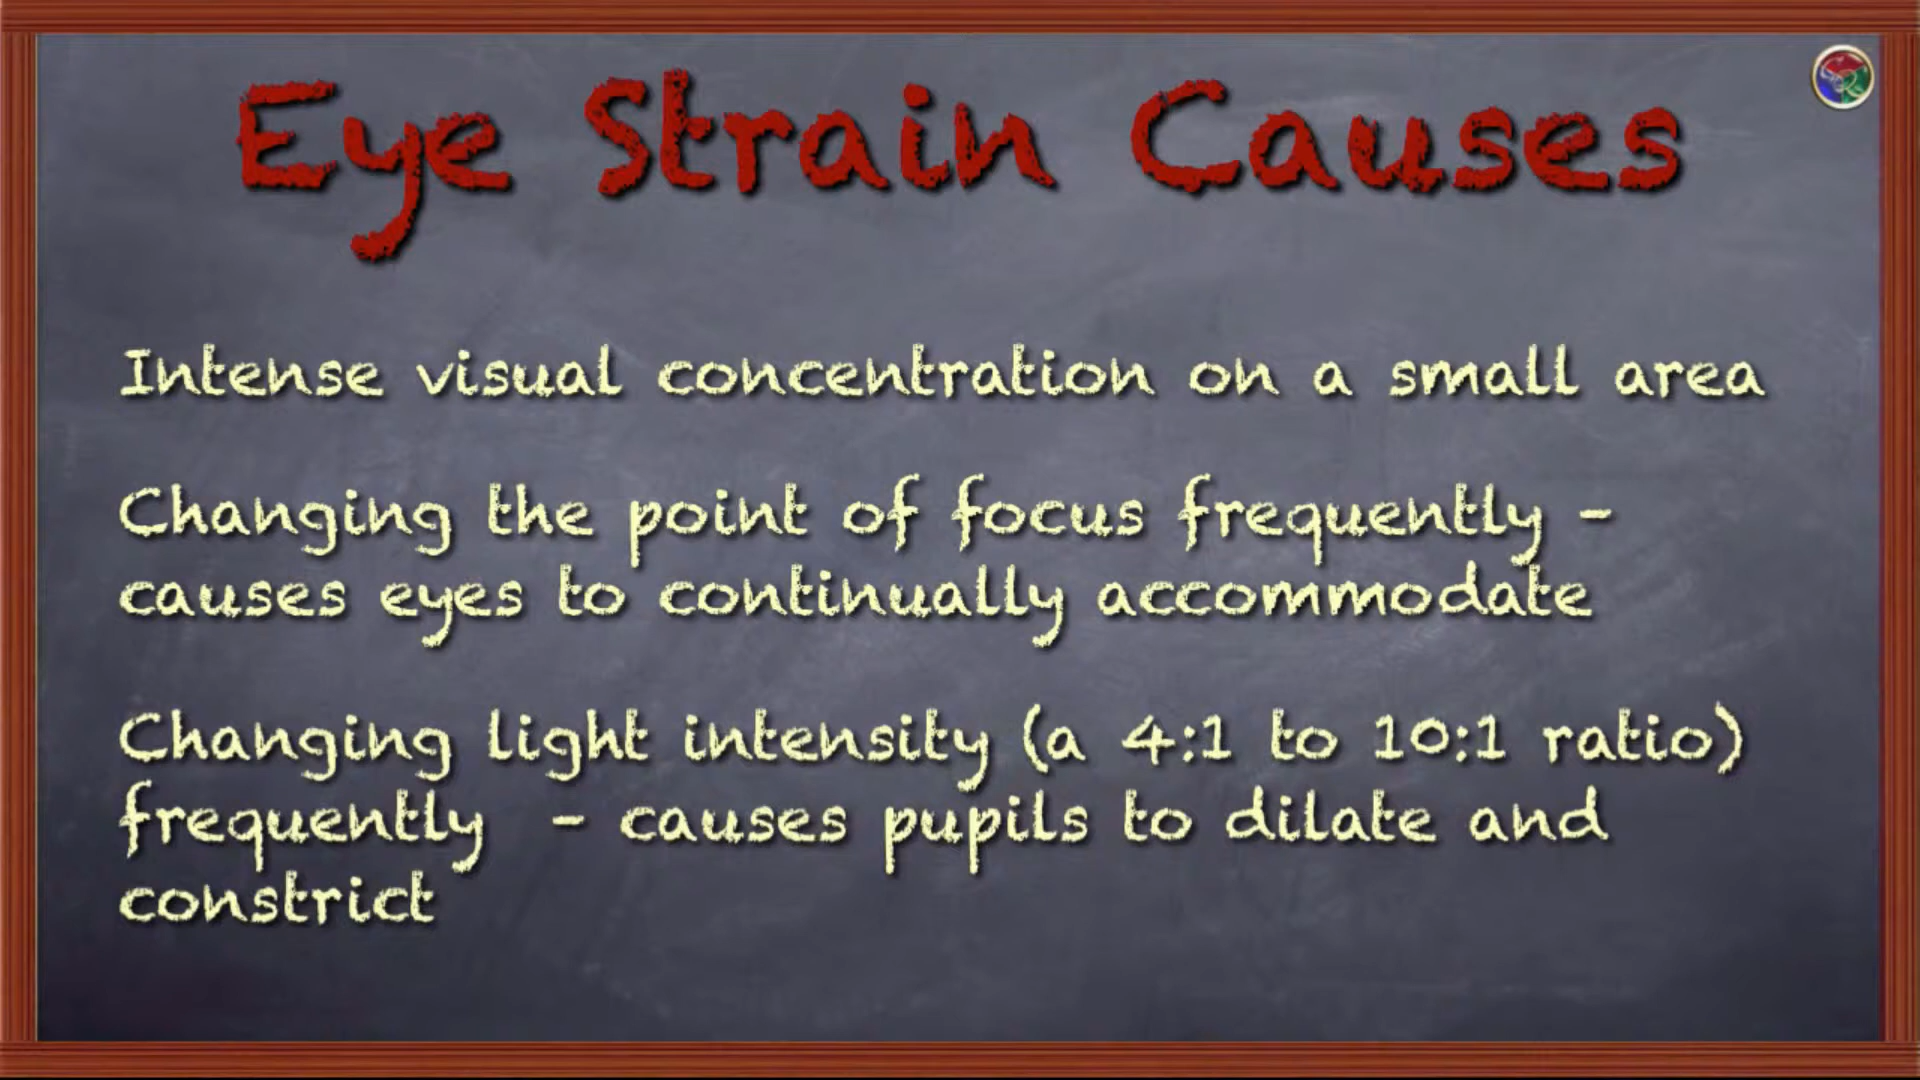 Eye Strain Causes
Intense visual concentration on a small area
Changing the point of focus frequently -
causes eyes to continually accommodate
Changing light intensity (a 4:1 to 10:1 ratio)
frequently  - causes pupils to dilate and
constrict